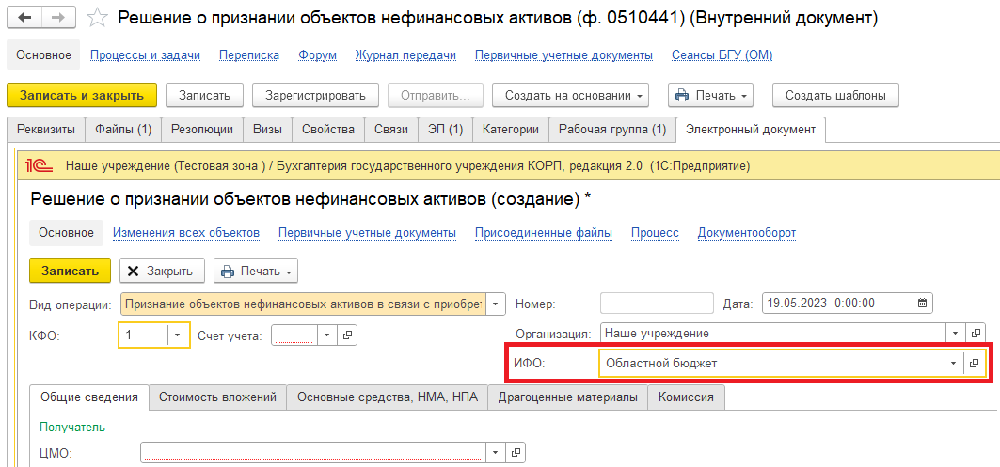 Решение о признании объектов нефинансовых активов (ф. 0510441) (Внутренний документ)
Основное Процессы и задачи Переписка Форум Журнал передачи Первичные учетные документы Сеансы БГУ (ОМ)
Записать и закрыть Записать Зарегистрировать Отправить... Создать на основании Печать Создать шаблоны
Реквизиты Файлы (1) Резолюции Визы Свойства Связи ЭП (1) Категории Рабочая группа (1) Электронный документ
1С Наше учреждение (Тестовая зона ) / Бухгалтерия государственного учреждения КОРП, редакция 2.0 (1С:Предприятие)
Решение о признании объектов нефинансовых активов (создание) *
Основное Изменения всех объектов Первичные учетные документы Присоединенные файлы Процесс Документооборот
Записать Закрыть Печать
Вид операции: Признание объектов нефинансовых активов в связи с приобрет Номер: Дата: 19.05.2023 0:00:00
КФО: 1 Счет учета: Организация: Наше учреждение
ИФО: Областной бюджет
Общие сведения Стоимость вложений Основные средства, НМА, НПА Драгоценные материалы Комиссия
Получатель
ЦМО: